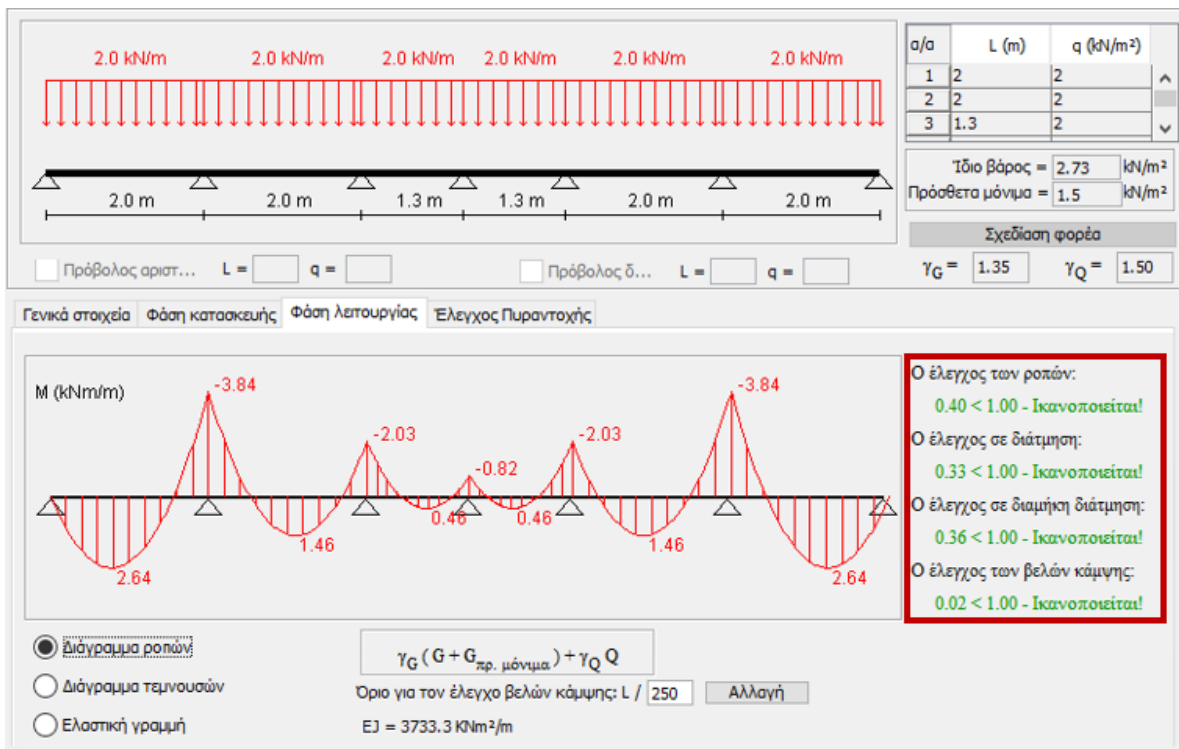 2.0 kN/m 2.0 kN/m 2.0 kN/m 2.0 kN/m 2.0 kN/m 2.0 kN/m
2.0 m 2.0 m 1.3 m 1.3 m 2.0 m 2.0 m
α/α L (m) q (kN/m²)
1 2 2
2 2 2
3 1.3 2
Ίδιο βάρος = 2.73 kN/m²
Πρόσθετα μόνιμα = 1.5 kN/m²
Σχεδίαση φορέα
Πρόβολος αριστ... L = q = Πρόβολος δ... L = q =
γG = 1.35 γQ = 1.50
Γενικά στοιχεία Φάση κατασκευής Φάση λειτουργίας Έλεγχος Πυραντοχής
M (kNm/m)
-3.84 -3.84
-2.03 -2.03
-0.82
0.46 0.46
1.46 1.46
2.64 2.64
Ο έλεγχος των ροπών:
0.40 < 1.00 - Ικανοποιείται!
Ο έλεγχος σε διάτμηση:
0.33 < 1.00 - Ικανοποιείται!
Ο έλεγχος σε διαμήκη διάτμηση:
0.36 < 1.00 - Ικανοποιείται!
Ο έλεγχος των βελών κάμψης:
0.02 < 1.00 - Ικανοποιείται!
Διάγραμμα ροπών
Διάγραμμα τεμνουσών
Ελαστική γραμμή
γG ( G + Gπρ. μόνιμα ) + γQ Q
Όριο για τον έλεγχο βελών κάμψης: L / 250 Αλλαγή
EJ = 3733.3 KNm²/m